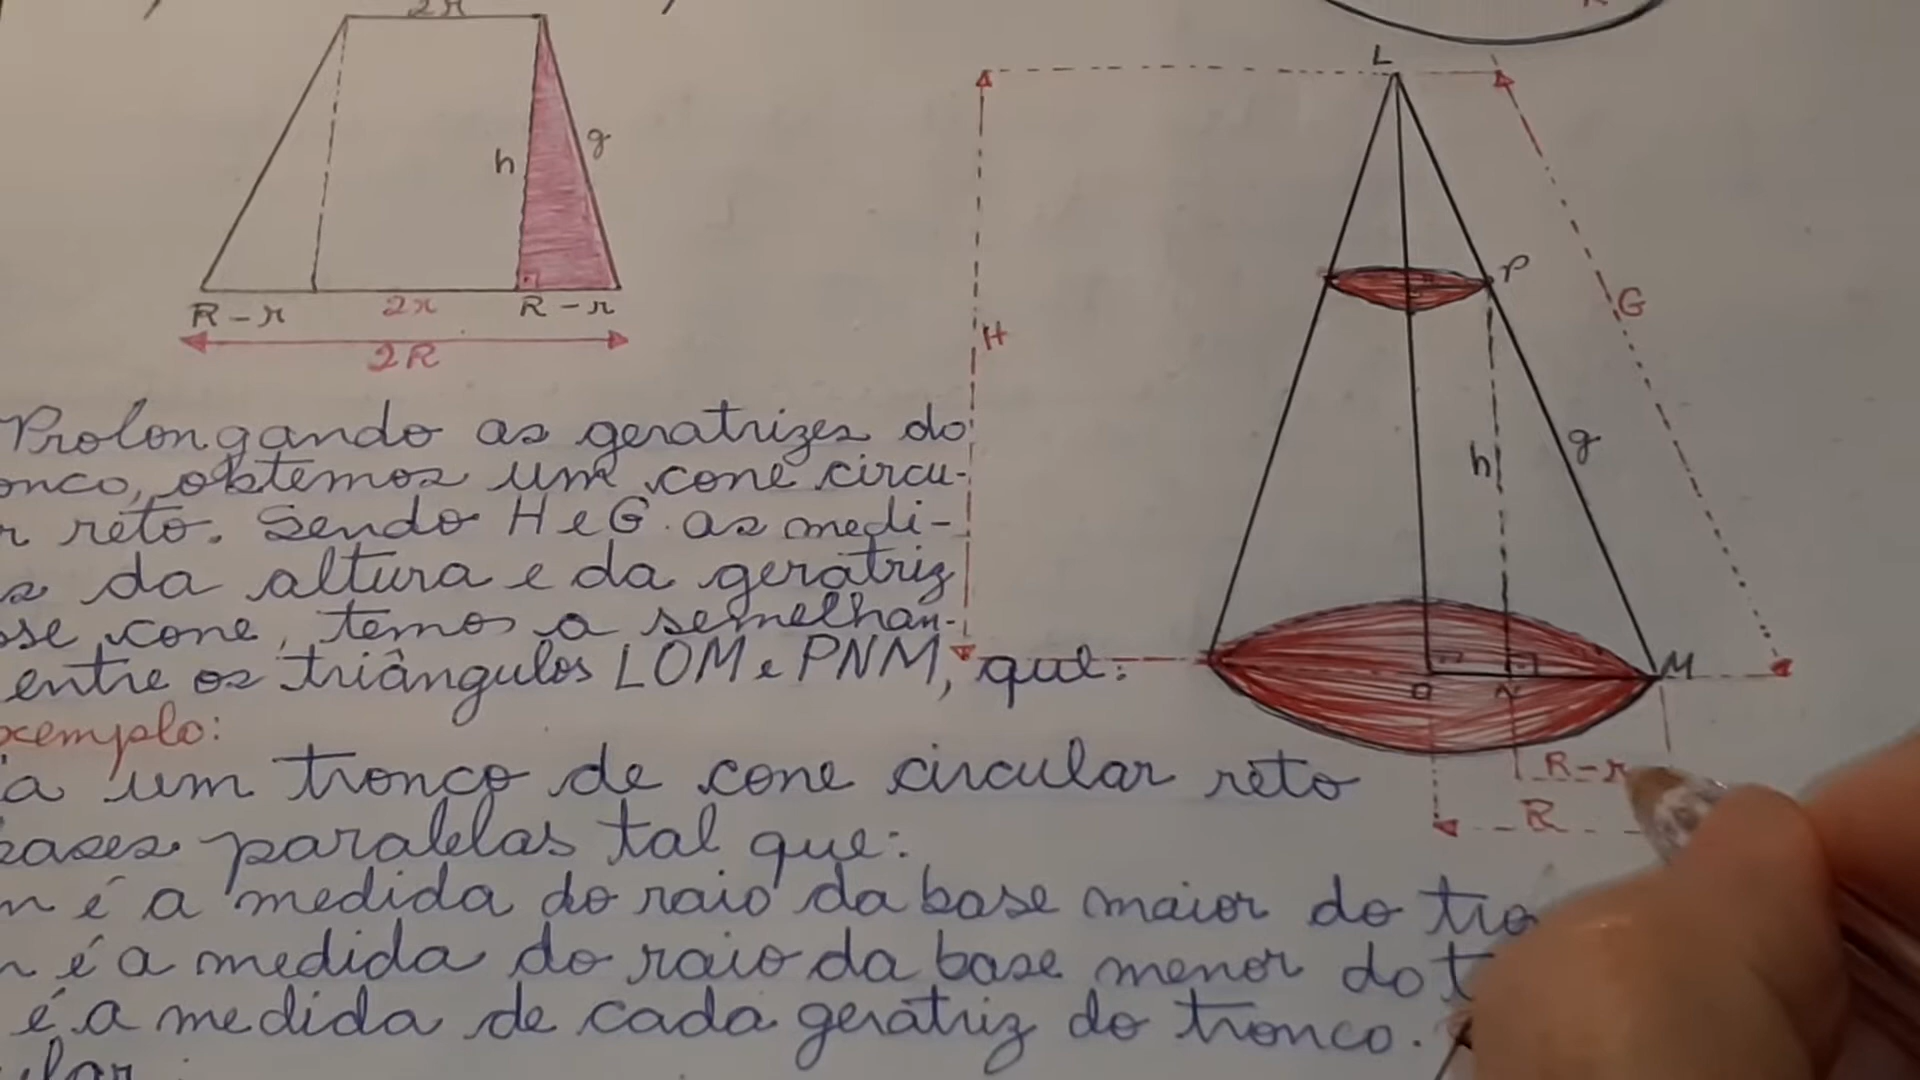 2r
h
g
R-r
2r
R-r
2R
L
P
H
G
h
g
O
N
M
R-r
R
Prolongando as geratrizes do
onco, obtemos um cone circu-
r reto. Sendo H e G as medi-
s da altura e da geratriz
sse cone, temos a semelhan-
entre os triângulos LOM e PNM, que:
xemplo:
ja um tronco de cone circular reto
bases paralelas tal que:
m é a medida do raio da base maior do tro
m é a medida do raio da base menor do t
é a medida de cada geratriz do tronco.
ular